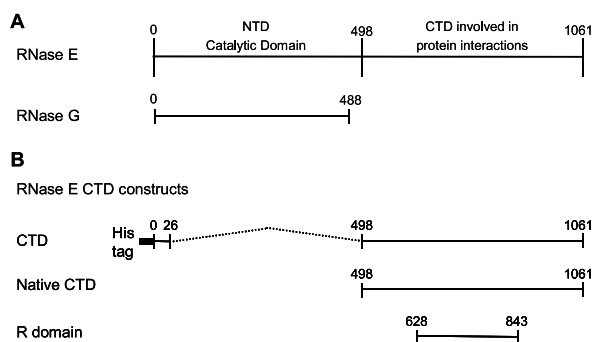 A
0 NTD 498 CTD involved in 1061
Catalytic Domain protein interactions
RNase E
0 488
RNase G
B
RNase E CTD constructs
0 26 498 1061
His
CTD
tag
498 1061
Native CTD
628 843
R domain